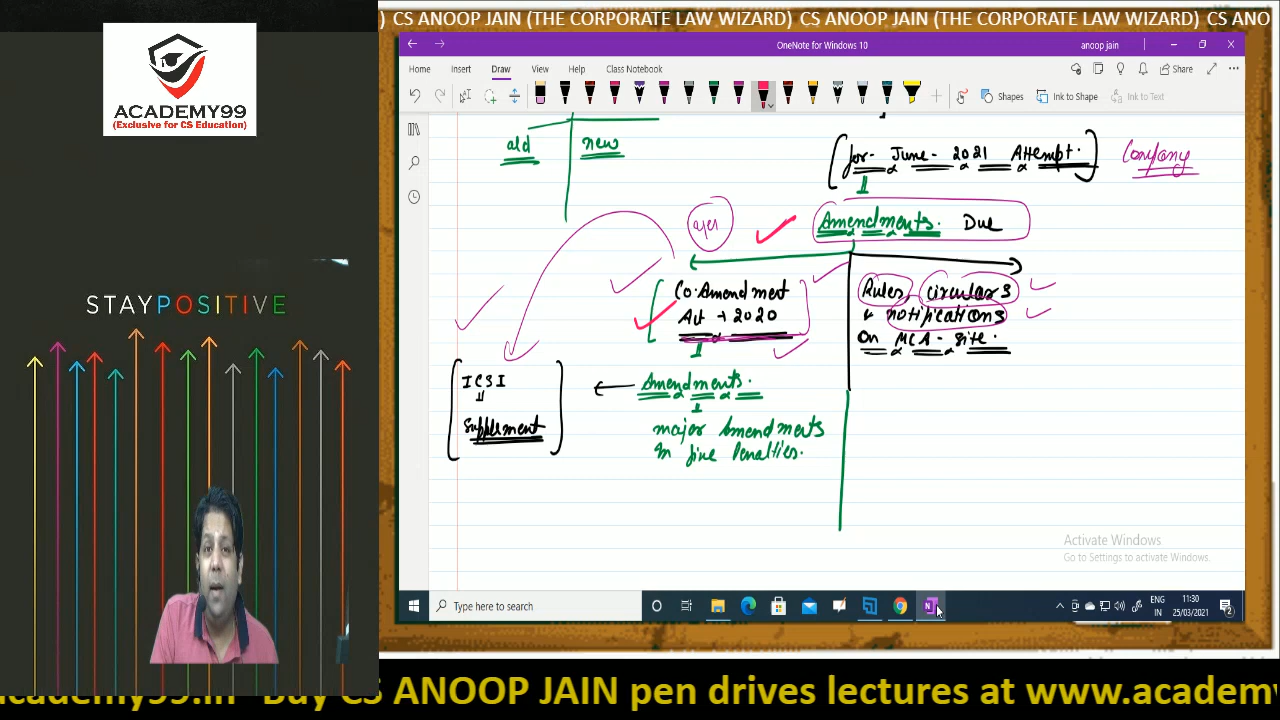 ) CS ANOOP JAIN (THE CORPORATE LAW WIZARD) CS ANOOP JAIN (THE CORPORATE LAW WIZARD) CS ANO
ACADEMY99
(Exclusive for CS Education)
OneNote for Windows 10
anoop jain
Home Insert Draw View Help Class Notebook
Share
Shapes Ink to Shape Ink to Text
old new
for June - 2021 Attempt. Company
Amendments. Due
Co. Amendment
Act → 2020
Rules circulars
notifications
On MCA - Site.
ICSI
Supplement
Amendments.
major Amendments
In fine Penalties.
STAYPOSITIVE
Activate Windows
Go to Settings to activate Windows.
Type here to search
ENG
IN
11:30
25/03/2021
2
academy99.in Buy CS ANOOP JAIN pen drives lectures at www.academy